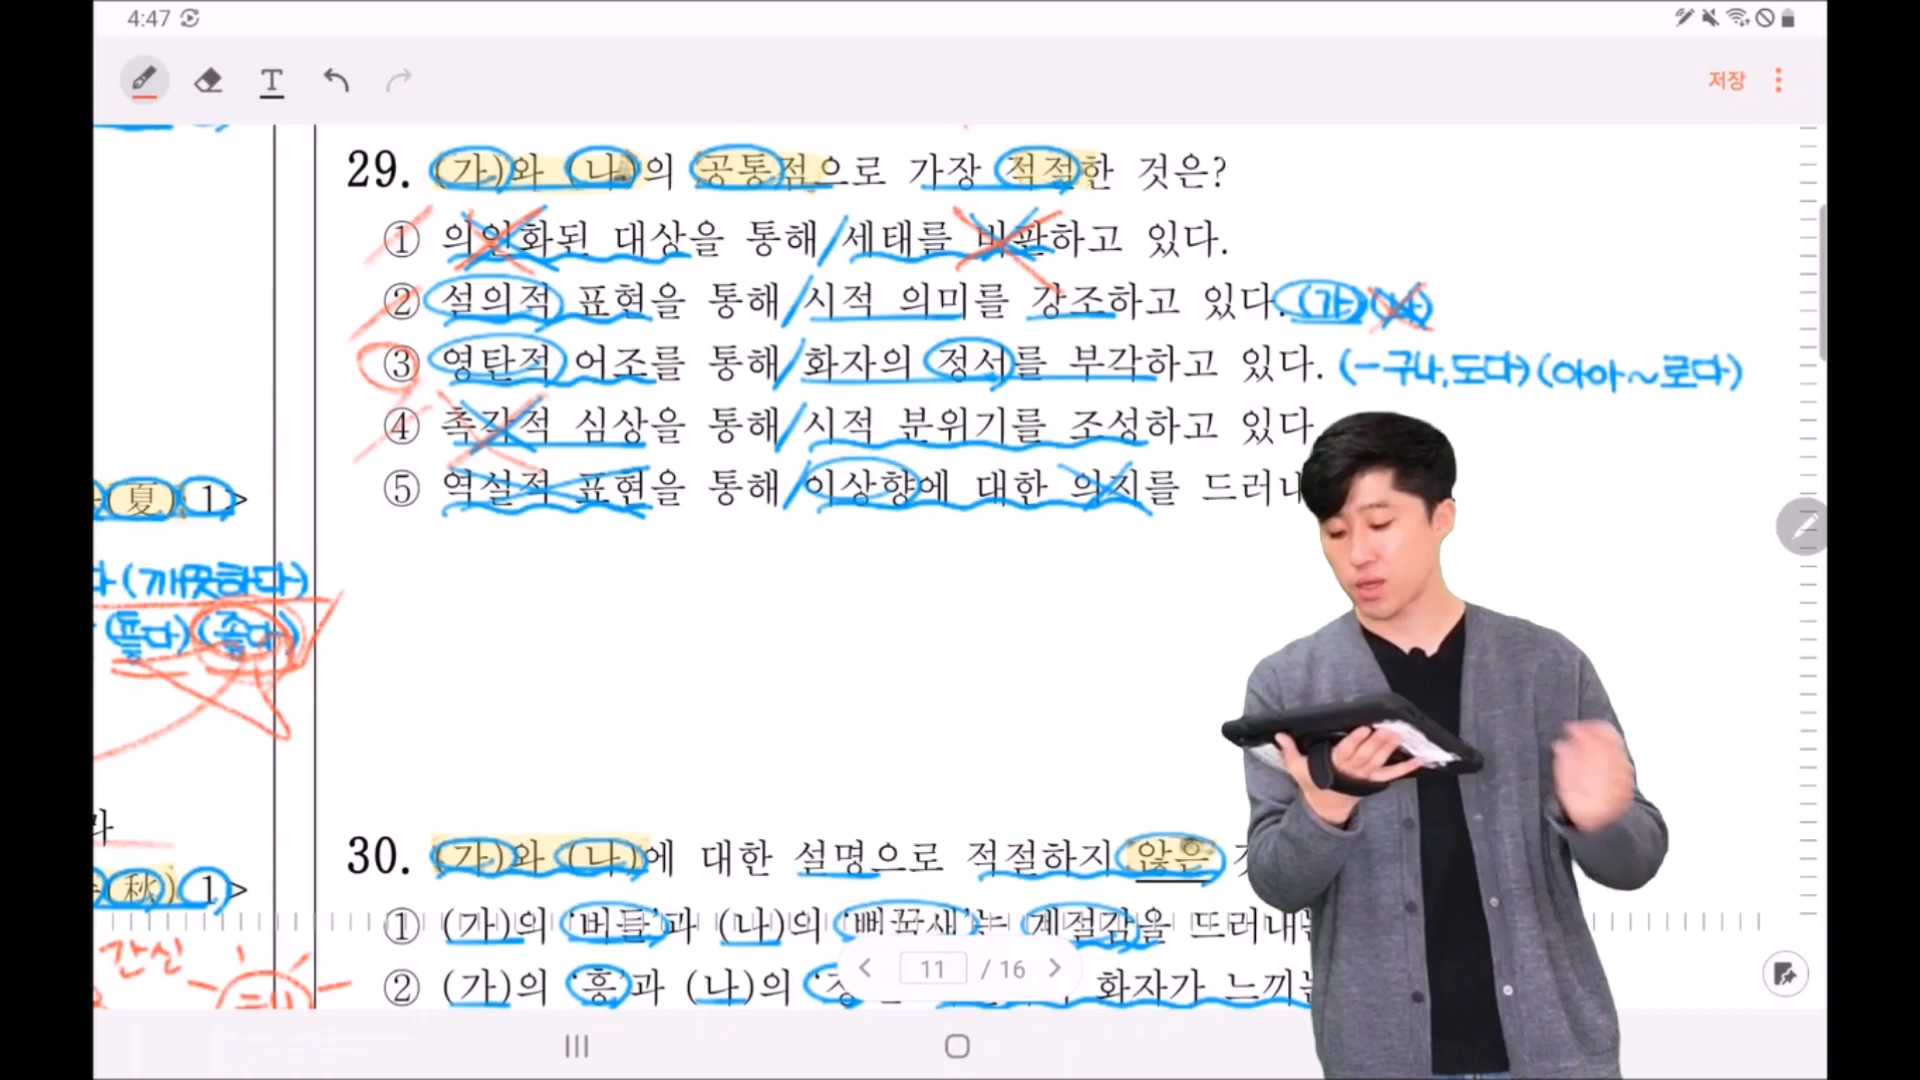 4:47
T
저장
29. (가)와 (나)의 공통점으로 가장 적절한 것은?
① 의인화된 대상을 통해/세태를 비판하고 있다.
② 설의적 표현을 통해/시적 의미를 강조하고 있다. (가)(나)
③ 영탄적 어조를 통해/화자의 정서를 부각하고 있다. (-구나, 도다)(아아~로다)
④ 촉각적 심상을 통해/시적 분위기를 조성하고 있다
⑤ 역설적 표현을 통해/이상향에 대한 의지를 드러내
(夏) 1>
다(깨끗하다)
(좋다)
(秋) 1>
간신
30. (가)와 (나)에 대한 설명으로 적절하지 않은
① (가)의 ‘버들’과 (나)의 ‘뻐꾹새’는 계절감을 드러내는
② (가)의 ‘흥’과 (나)의 화자가 느끼는
11 / 16